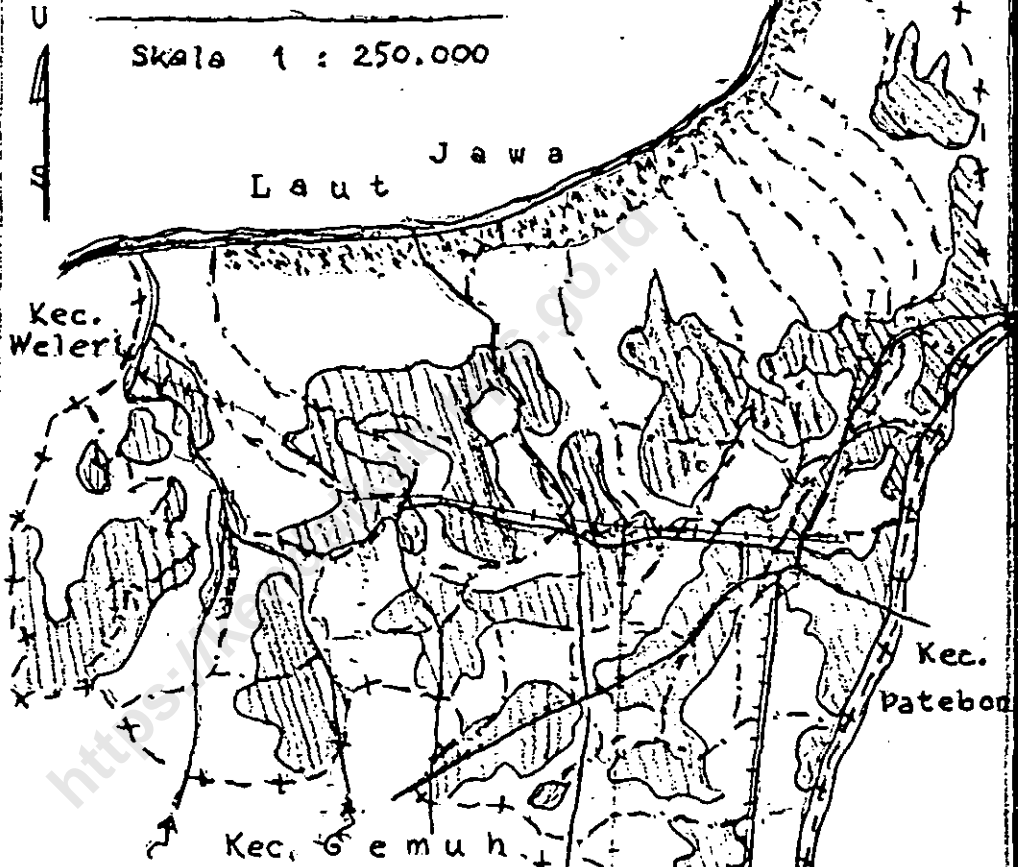 U
Skala 1 : 250.000
S
Laut Jawa
Kec.
Weleri
Kec.
Patebon
Kec. Gemuh